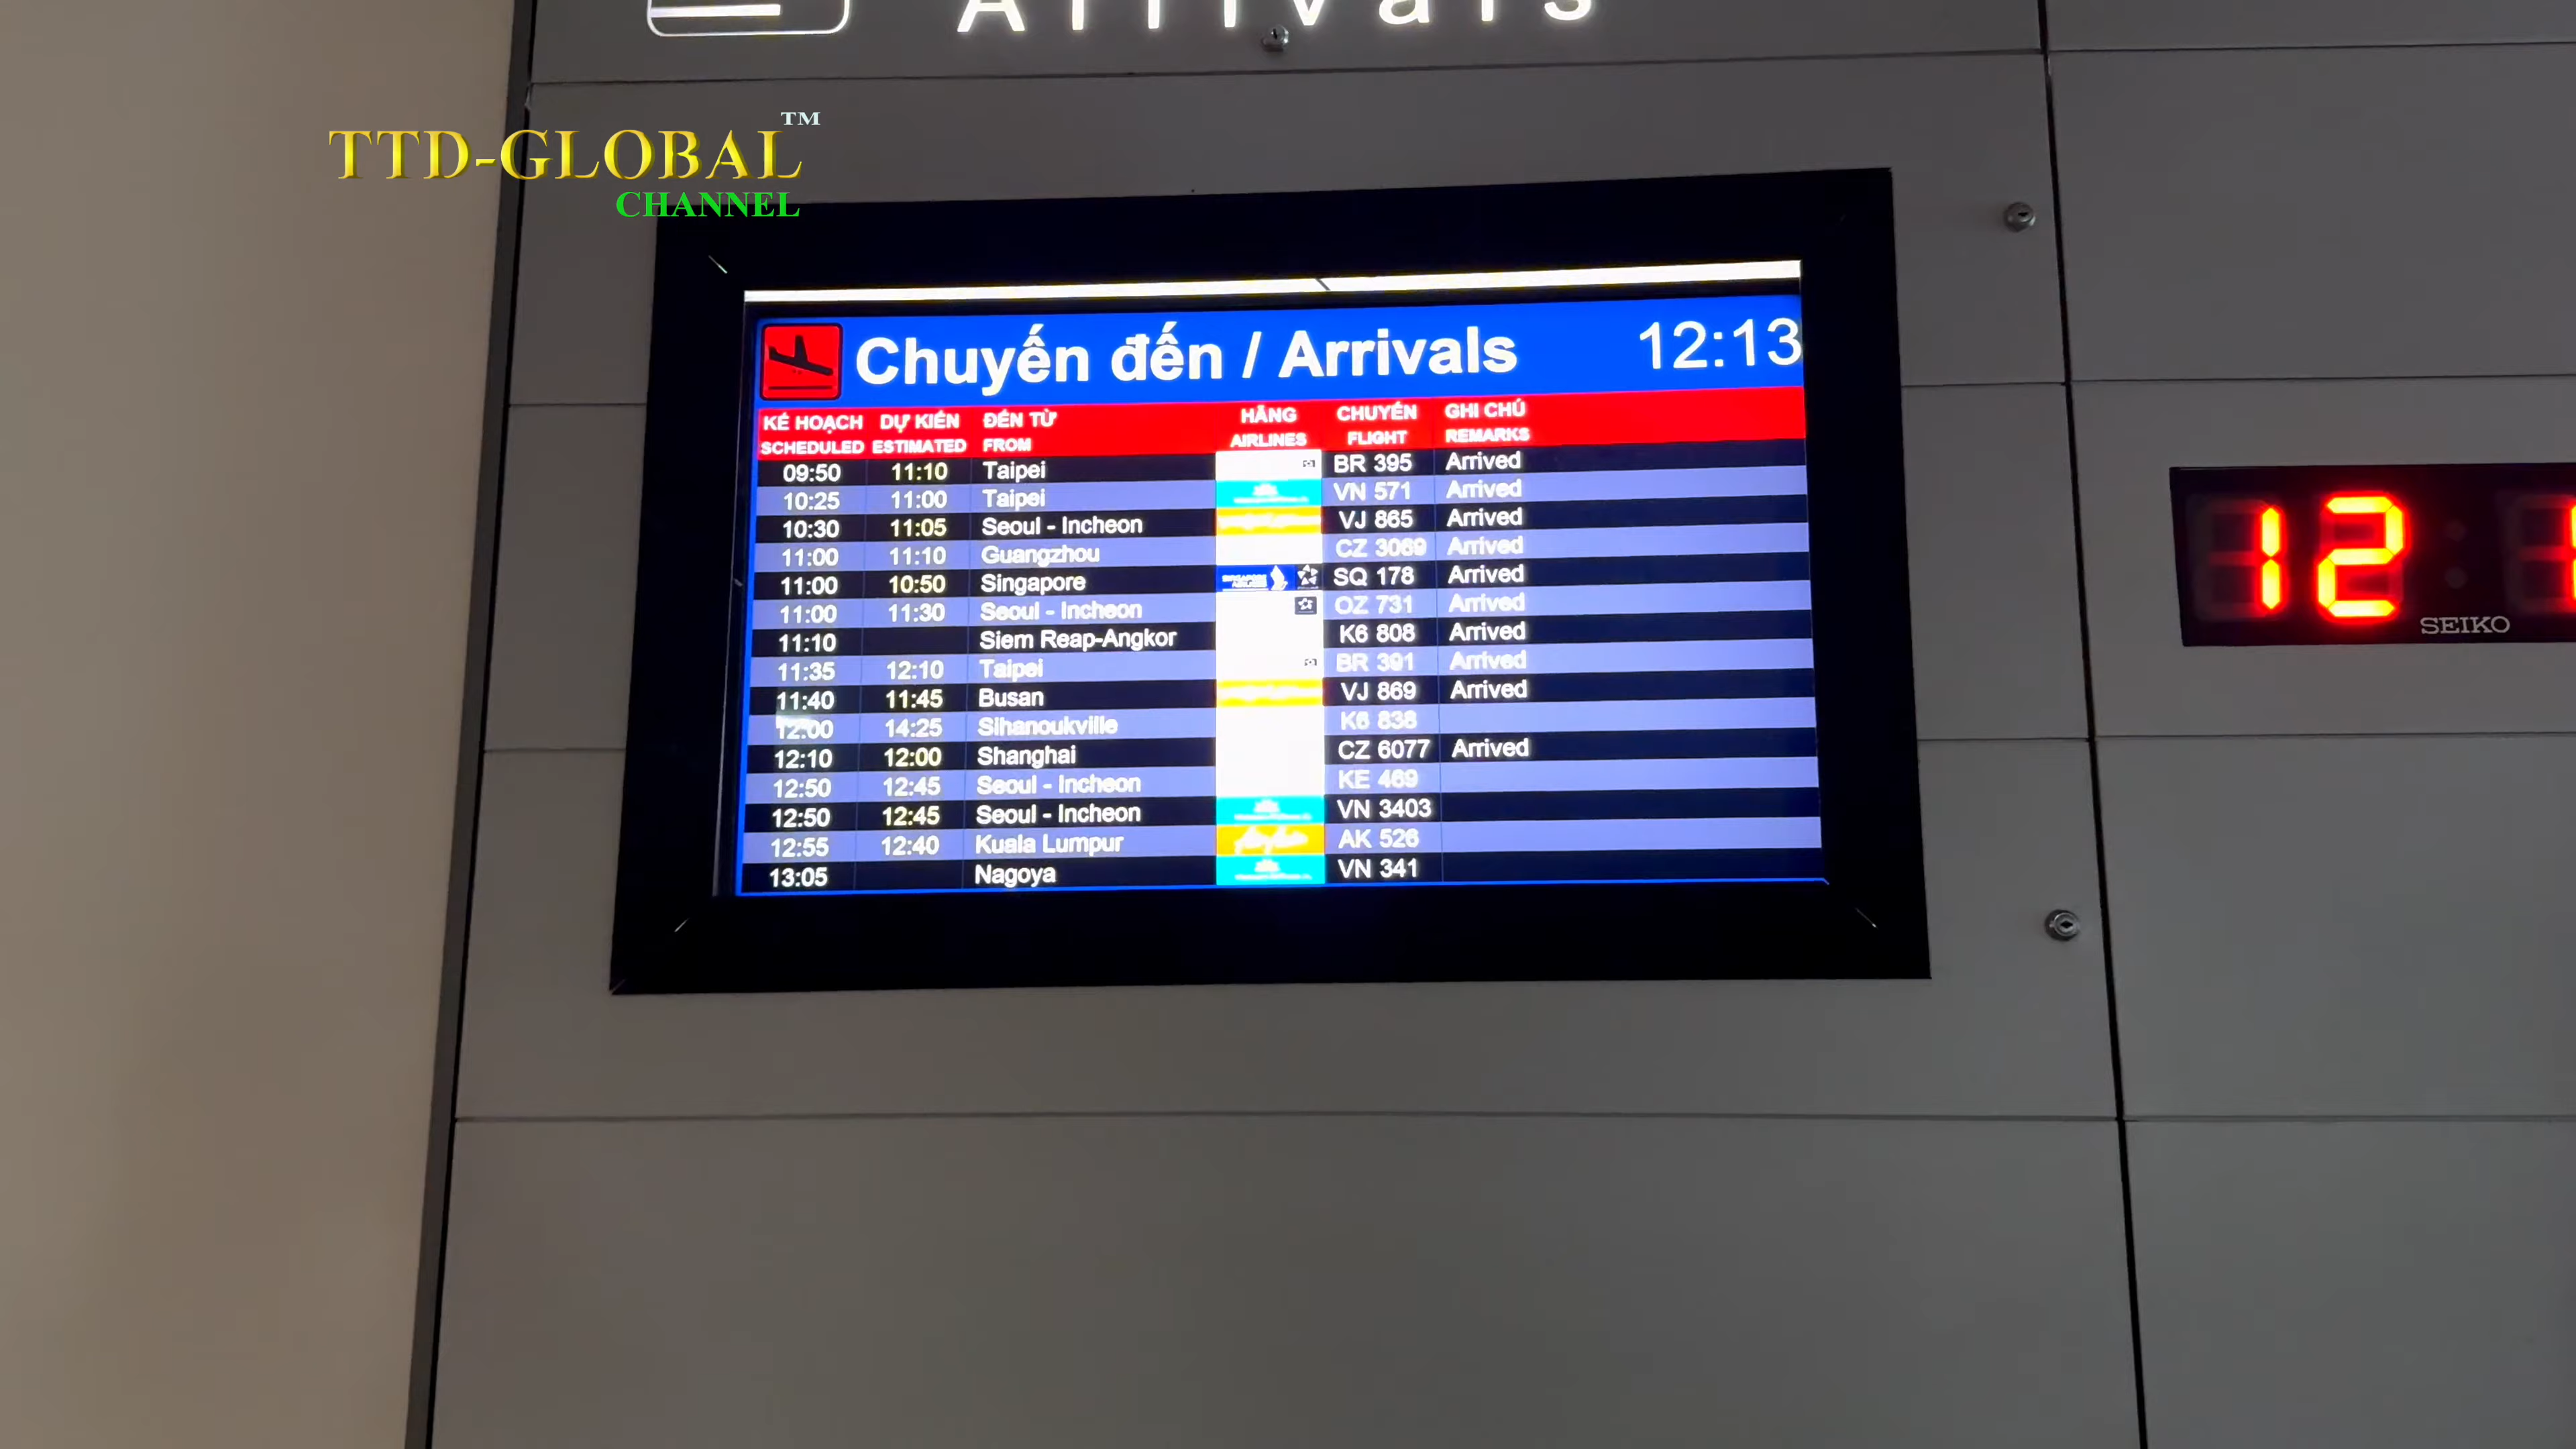 Arrivals
TTD-GLOBAL™
CHANNEL
Chuyến đến / Arrivals 12:13
KẾ HOẠCH DỰ KIẾN ĐẾN TỪ HÃNG CHUYẾN GHI CHÚ
SCHEDULED ESTIMATED FROM AIRLINES FLIGHT REMARKS
09:50 11:10 Taipei BR 395 Arrived
10:25 11:00 Taipei VN 571 Arrived
10:30 11:05 Seoul - Incheon VJ 865 Arrived
11:00 11:10 Guangzhou CZ 3069 Arrived
11:00 10:50 Singapore SINGAPORE AIRLINES SQ 178 Arrived
11:00 11:30 Seoul - Incheon OZ 731 Arrived
11:10 Siem Reap-Angkor K6 808 Arrived
11:35 12:10 Taipei BR 391 Arrived
11:40 11:45 Busan VJ 869 Arrived
12:00 14:25 Sihanoukville K6 838
12:10 12:00 Shanghai CZ 6077 Arrived
12:50 12:45 Seoul - Incheon KE 469
12:50 12:45 Seoul - Incheon VN 3403
12:55 12:40 Kuala Lumpur AirAsia AK 526
13:05 Nagoya VN 341
12
SEIKO